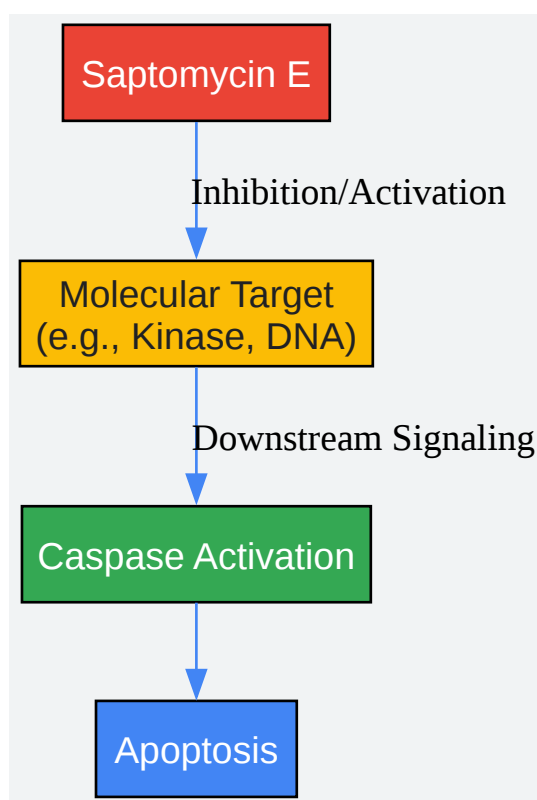 Saptomycin E
Inhibition/Activation
Molecular Target
(e.g., Kinase, DNA)
Downstream Signaling
Caspase Activation
Apoptosis